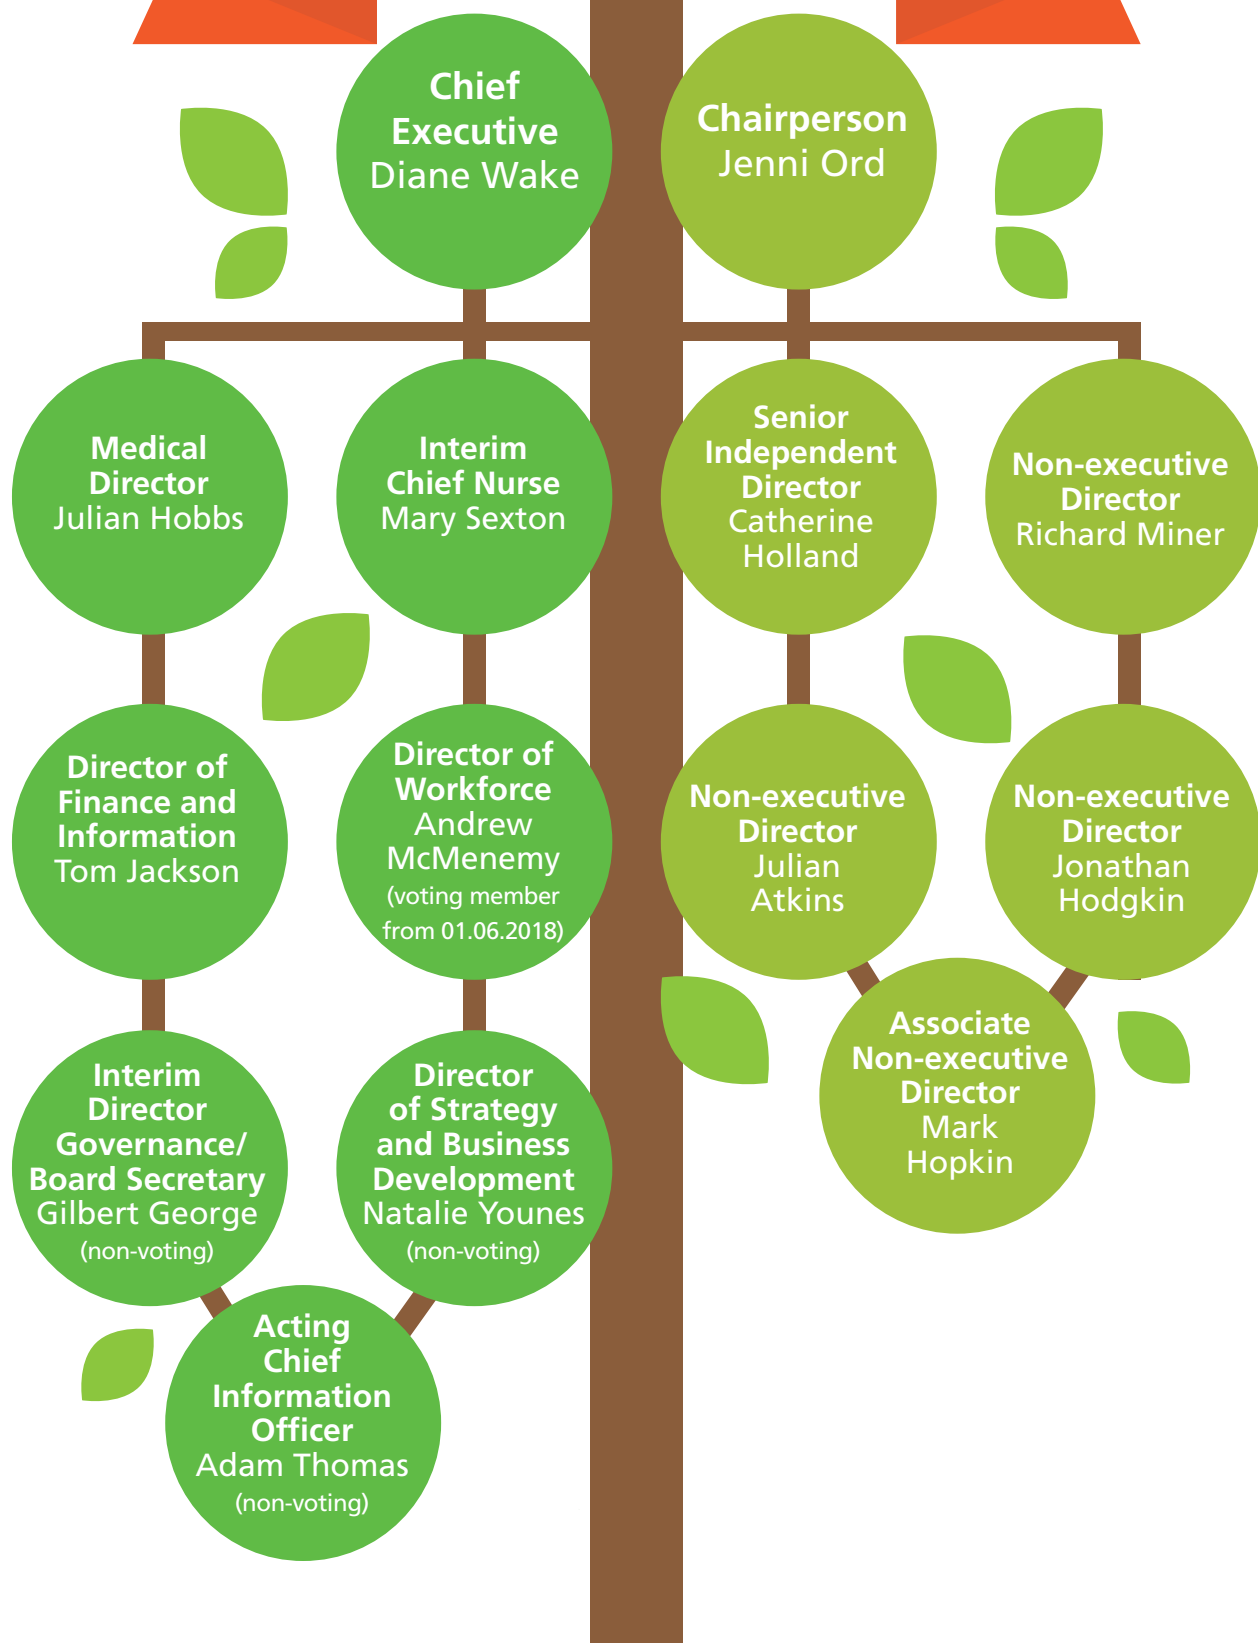 Chief
Executive
Diane Wake
Chairperson
Jenni Ord
Medical
Director
Julian Hobbs
Interim
Chief Nurse
Mary Sexton
Senior
Independent
Director
Catherine
Holland
Non-executive
Director
Richard Miner
Director of
Finance and
Information
Tom Jackson
Director of
Workforce
Andrew
McMenemy
(voting member
from 01.06.2018)
Non-executive
Director
Julian
Atkins
Non-executive
Director
Jonathan
Hodgkin
Associate
Non-executive
Director
Mark
Hopkin
Interim
Director
Governance/
Board Secretary
Gilbert George
(non-voting)
Director
of Strategy
and Business
Development
Natalie Younes
(non-voting)
Acting
Chief
Information
Officer
Adam Thomas
(non-voting)